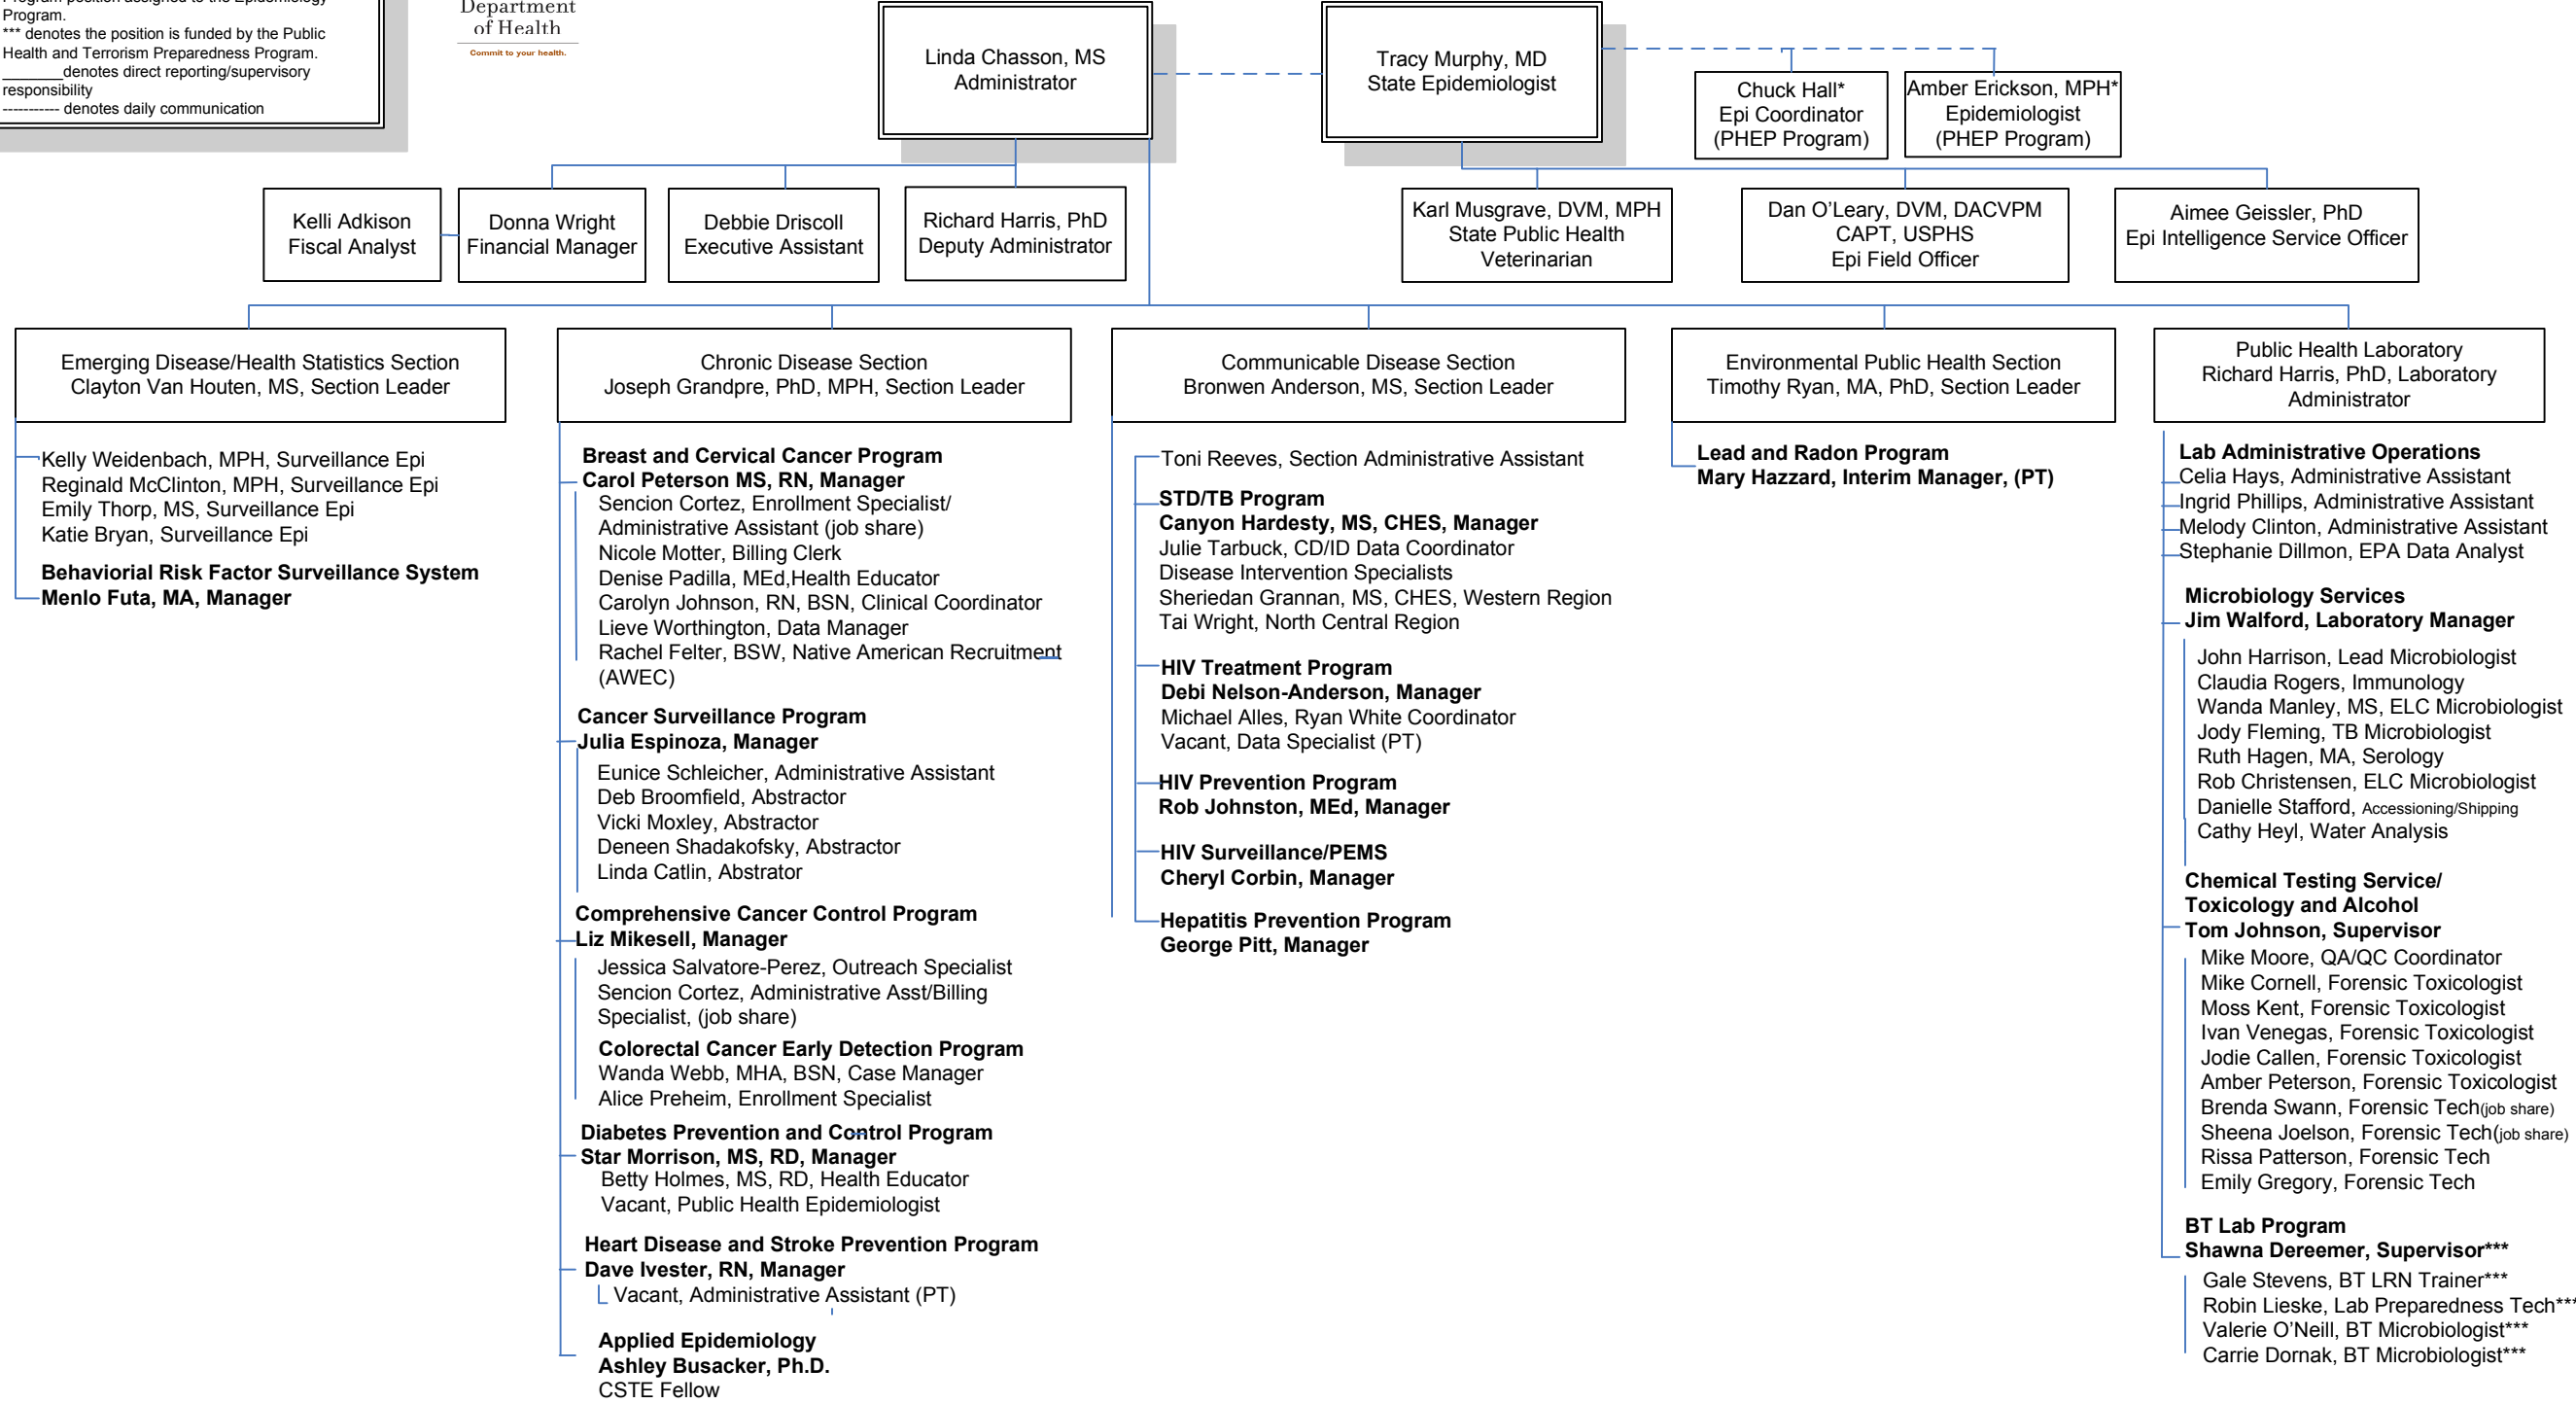 Program.
*** denotes the position is funded by the Public
Health and Terrorism Preparedness Program.
_______denotes direct reporting/supervisory
responsibility
----------- denotes daily communication
Department
of Health
Commit to your health.
Linda Chasson, MS
Administrator
Tracy Murphy, MD
State Epidemiologist
Chuck Hall*
Epi Coordinator
(PHEP Program)
Amber Erickson, MPH*
Epidemiologist
(PHEP Program)
Kelli Adkison
Fiscal Analyst
Donna Wright
Financial Manager
Debbie Driscoll
Executive Assistant
Richard Harris, PhD
Deputy Administrator
Karl Musgrave, DVM, MPH
State Public Health
Veterinarian
Dan O’Leary, DVM, DACVPM
CAPT, USPHS
Epi Field Officer
Aimee Geissler, PhD
Epi Intelligence Service Officer
Emerging Disease/Health Statistics Section
Clayton Van Houten, MS, Section Leader
Kelly Weidenbach, MPH, Surveillance Epi
Reginald McClinton, MPH, Surveillance Epi
Emily Thorp, MS, Surveillance Epi
Katie Bryan, Surveillance Epi
Behaviorial Risk Factor Surveillance System
Menlo Futa, MA, Manager
Chronic Disease Section
Joseph Grandpre, PhD, MPH, Section Leader
Breast and Cervical Cancer Program
Carol Peterson MS, RN, Manager
Sencion Cortez, Enrollment Specialist/
Administrative Assistant (job share)
Nicole Motter, Billing Clerk
Denise Padilla, MEd,Health Educator
Carolyn Johnson, RN, BSN, Clinical Coordinator
Lieve Worthington, Data Manager
Rachel Felter, BSW, Native American Recruitment
(AWEC)
Cancer Surveillance Program
Julia Espinoza, Manager
Eunice Schleicher, Administrative Assistant
Deb Broomfield, Abstractor
Vicki Moxley, Abstractor
Deneen Shadakofsky, Abstractor
Linda Catlin, Abstrator
Comprehensive Cancer Control Program
Liz Mikesell, Manager
Jessica Salvatore-Perez, Outreach Specialist
Sencion Cortez, Administrative Asst/Billing
Specialist, (job share)
Colorectal Cancer Early Detection Program
Wanda Webb, MHA, BSN, Case Manager
Alice Preheim, Enrollment Specialist
Diabetes Prevention and Control Program
Star Morrison, MS, RD, Manager
Betty Holmes, MS, RD, Health Educator
Vacant, Public Health Epidemiologist
Heart Disease and Stroke Prevention Program
Dave Ivester, RN, Manager
Vacant, Administrative Assistant (PT)
Applied Epidemiology
Ashley Busacker, Ph.D.
CSTE Fellow
Communicable Disease Section
Bronwen Anderson, MS, Section Leader
Toni Reeves, Section Administrative Assistant
STD/TB Program
Canyon Hardesty, MS, CHES, Manager
Julie Tarbuck, CD/ID Data Coordinator
Disease Intervention Specialists
Sheriedan Grannan, MS, CHES, Western Region
Tai Wright, North Central Region
HIV Treatment Program
Debi Nelson-Anderson, Manager
Michael Alles, Ryan White Coordinator
Vacant, Data Specialist (PT)
HIV Prevention Program
Rob Johnston, MEd, Manager
HIV Surveillance/PEMS
Cheryl Corbin, Manager
Hepatitis Prevention Program
George Pitt, Manager
Environmental Public Health Section
Timothy Ryan, MA, PhD, Section Leader
Lead and Radon Program
Mary Hazzard, Interim Manager, (PT)
Public Health Laboratory
Richard Harris, PhD, Laboratory
Administrator
Lab Administrative Operations
Celia Hays, Administrative Assistant
Ingrid Phillips, Administrative Assistant
Melody Clinton, Administrative Assistant
Stephanie Dillmon, EPA Data Analyst
Microbiology Services
Jim Walford, Laboratory Manager
John Harrison, Lead Microbiologist
Claudia Rogers, Immunology
Wanda Manley, MS, ELC Microbiologist
Jody Fleming, TB Microbiologist
Ruth Hagen, MA, Serology
Rob Christensen, ELC Microbiologist
Danielle Stafford, Accessioning/Shipping
Cathy Heyl, Water Analysis
Chemical Testing Service/
Toxicology and Alcohol
Tom Johnson, Supervisor
Mike Moore, QA/QC Coordinator
Mike Cornell, Forensic Toxicologist
Moss Kent, Forensic Toxicologist
Ivan Venegas, Forensic Toxicologist
Jodie Callen, Forensic Toxicologist
Amber Peterson, Forensic Toxicologist
Brenda Swann, Forensic Tech(job share)
Sheena Joelson, Forensic Tech(job share)
Rissa Patterson, Forensic Tech
Emily Gregory, Forensic Tech
BT Lab Program
Shawna Dereemer, Supervisor***
Gale Stevens, BT LRN Trainer***
Robin Lieske, Lab Preparedness Tech***
Valerie O’Neill, BT Microbiologist***
Carrie Dornak, BT Microbiologist***